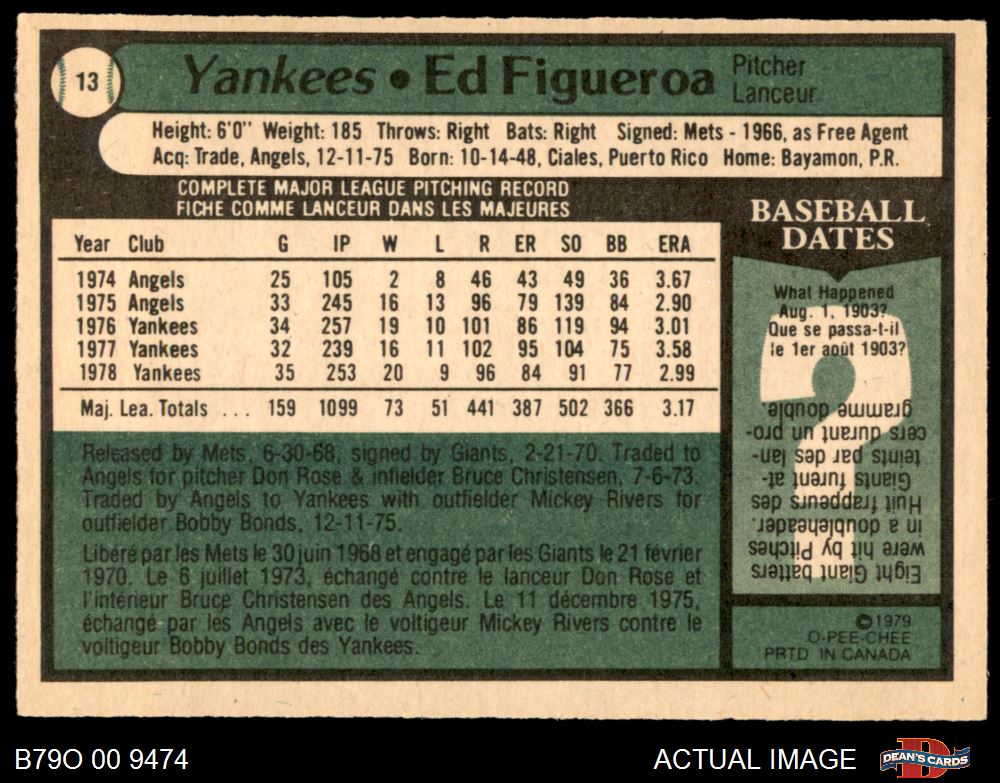 13
Yankees • Ed Figueroa
Pitcher
Lanceur
Height: 6'0" Weight: 185 Throws: Right Bats: Right Signed: Mets - 1966, as Free Agent
Acq: Trade, Angels, 12-11-75 Born: 10-14-48, Ciales, Puerto Rico Home: Bayamon, P.R.
COMPLETE MAJOR LEAGUE PITCHING RECORD
FICHE COMME LANCEUR DANS LES MAJEURES
Year Club G IP W L R ER SO BB ERA
1974 Angels 25 105 2 8 46 43 49 36 3.67
1975 Angels 33 245 16 13 96 79 139 84 2.90
1976 Yankees 34 257 19 10 101 86 119 94 3.01
1977 Yankees 32 239 16 11 102 95 104 75 3.58
1978 Yankees 35 253 20 9 96 84 91 77 2.99
Maj. Lea. Totals ... 159 1099 73 51 441 387 502 366 3.17
Released by Mets, 6-30-68, signed by Giants, 2-21-70. Traded to
Angels for pitcher Don Rose & infielder Bruce Christensen, 7-6-73.
Traded by Angels to Yankees with outfielder Mickey Rivers for
outfielder Bobby Bonds, 12-11-75.
Libéré par les Mets le 30 juin 1968 et engagé par les Giants le 21 février
1970. Le 6 juillet 1973, échangé contre le lanceur Don Rose et
l'intérieur Bruce Christensen des Angels. Le 11 décembre 1975,
échangé par les Angels avec le voltigeur Mickey Rivers contre le
voltigeur Bobby Bonds des Yankees.
BASEBALL
DATES
What Happened
Aug. 1, 1903?
Que se passa-t-il
le 1er août 1903?
Eight Giant batters
were hit by Pitches
in a doubleheader.
Huit frappeurs des
Giants furent at-
teints par des lan-
cers durant un pro-
gramme double.
© 1979
O-PEE-CHEE
PRTD IN CANADA
B79O 00 9474
ACTUAL IMAGE
DEAN'S CARDS